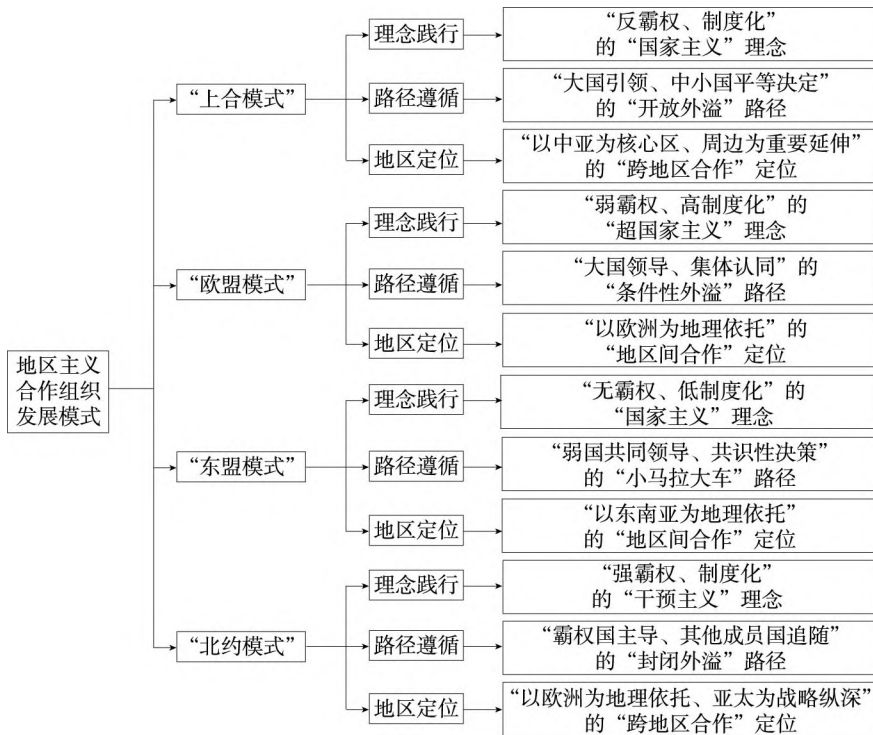 地区主义
合作组织
发展模式
“上合模式”
理念践行
“反霸权、制度化”
的“国家主义”理念
路径遵循
“大国引领、中小国平等决定”
的“开放外溢”路径
地区定位
“以中亚为核心区、周边为重要延伸”
的“跨地区合作”定位
“欧盟模式”
理念践行
“弱霸权、高制度化”的
“超国家主义”理念
路径遵循
“大国领导、集体认同”的
“条件性外溢”路径
地区定位
“以欧洲为地理依托”的
“地区间合作”定位
“东盟模式”
理念践行
“无霸权、低制度化”的
“国家主义”理念
路径遵循
“弱国共同领导、共识性决策”
的“小马拉大车”路径
地区定位
“以东南亚为地理依托”
的“地区间合作”定位
“北约模式”
理念践行
“强霸权、制度化”
的“干预主义”理念
路径遵循
“霸权国主导、其他成员国追随”
的“封闭外溢”路径
地区定位
“以欧洲为地理依托、亚太为战略纵深”
的“跨地区合作”定位